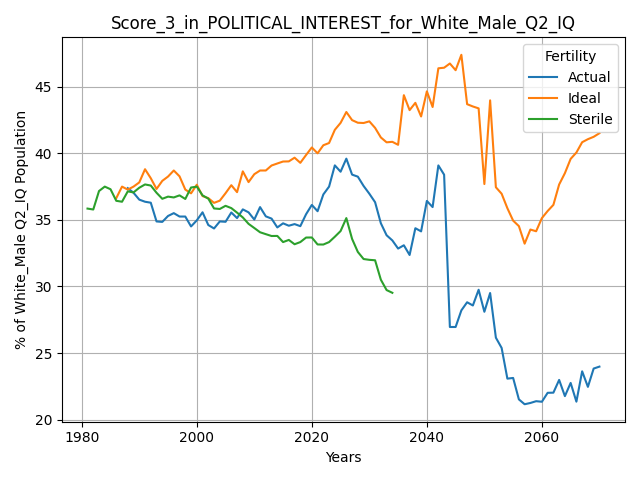 Score_3_in_POLITICAL_INTEREST_for_White_Male_Q2_IQ
Fertility
Actual
Ideal
Sterile
% of White_Male Q2_IQ Population
45
40
35
30
25
20
1980
2000
2020
2040
2060
Years